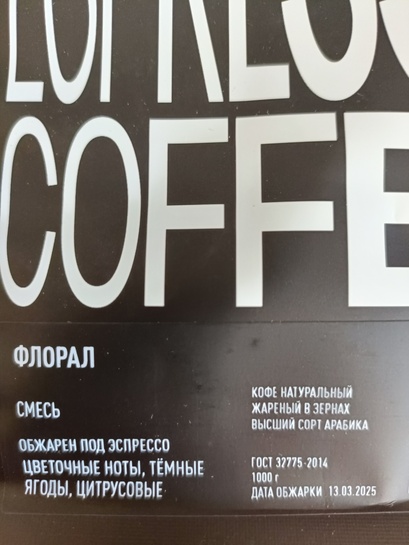 ESPRESS
COFFE
ФЛОРАЛ
СМЕСЬ
ОБЖАРЕН ПОД ЭСПРЕССО
ЦВЕТОЧНЫЕ НОТЫ, ТЁМНЫЕ
ЯГОДЫ, ЦИТРУСОВЫЕ
КОФЕ НАТУРАЛЬНЫЙ
ЖАРЕНЫЙ В ЗЕРНАХ
ВЫСШИЙ СОРТ АРАБИКА
ГОСТ 32775-2014
1000 г
ДАТА ОБЖАРКИ 13.03.2025